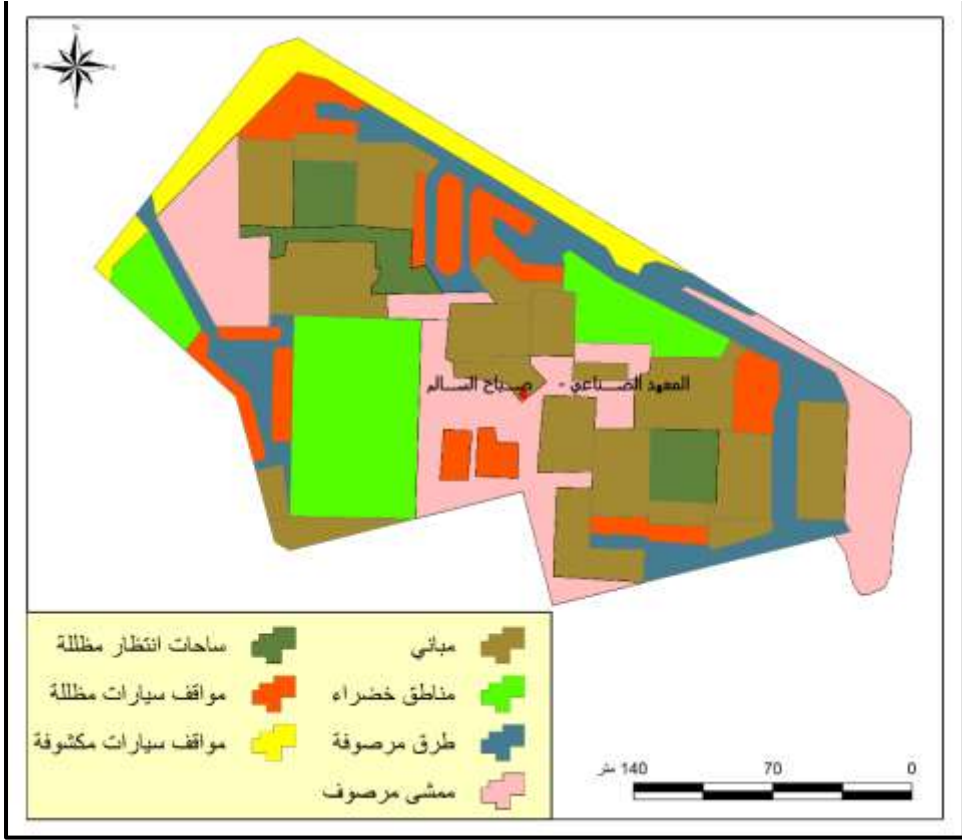 N
W
E
S
المعهد الصناعي - صباح السالم
مباني
ساحات انتظار مظللة
مناطق خضراء
مواقف سيارات مظللة
طرق مرصوفة
مواقف سيارات مكشوفة
ممشى مرصوف
0 70 140 متر